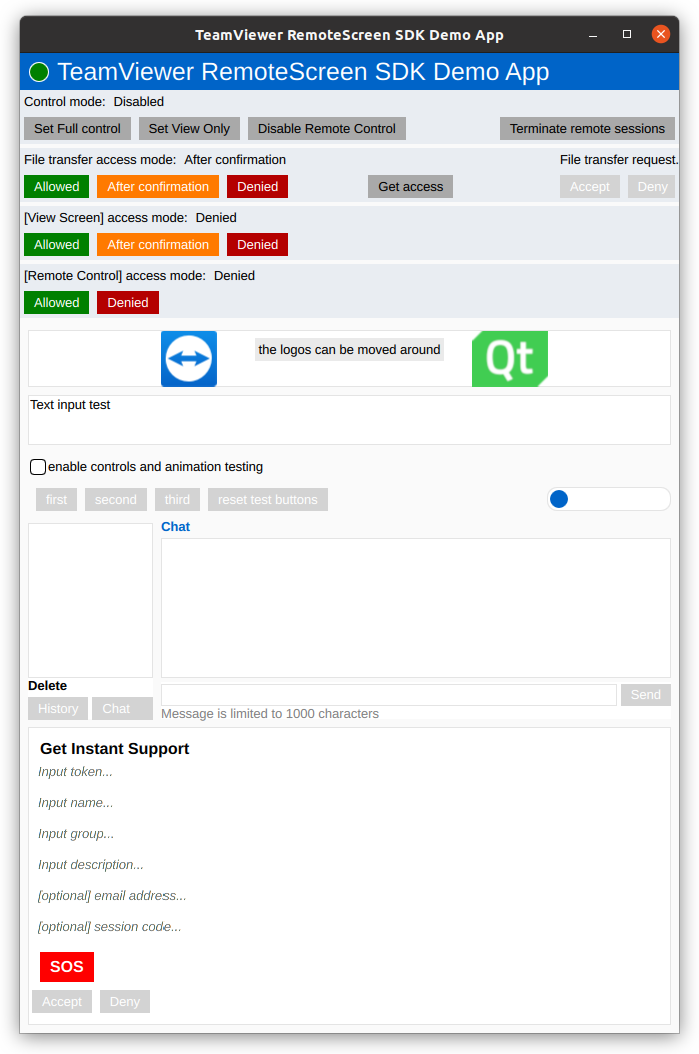 TeamViewer RemoteScreen SDK Demo App
TeamViewer RemoteScreen SDK Demo App
Control mode: Disabled
Set Full control Set View Only Disable Remote Control Terminate remote sessions
File transfer access mode: After confirmation File transfer request.
Allowed After confirmation Denied Get access Accept Deny
[View Screen] access mode: Denied
Allowed After confirmation Denied
[Remote Control] access mode: Denied
Allowed Denied
the logos can be moved around Qt
Text input test
enable controls and animation testing
first second third reset test buttons
Chat
Delete
History Chat Send
Message is limited to 1000 characters
Get Instant Support
Input token...
Input name...
Input group...
Input description...
[optional] email address...
[optional] session code...
SOS
Accept Deny